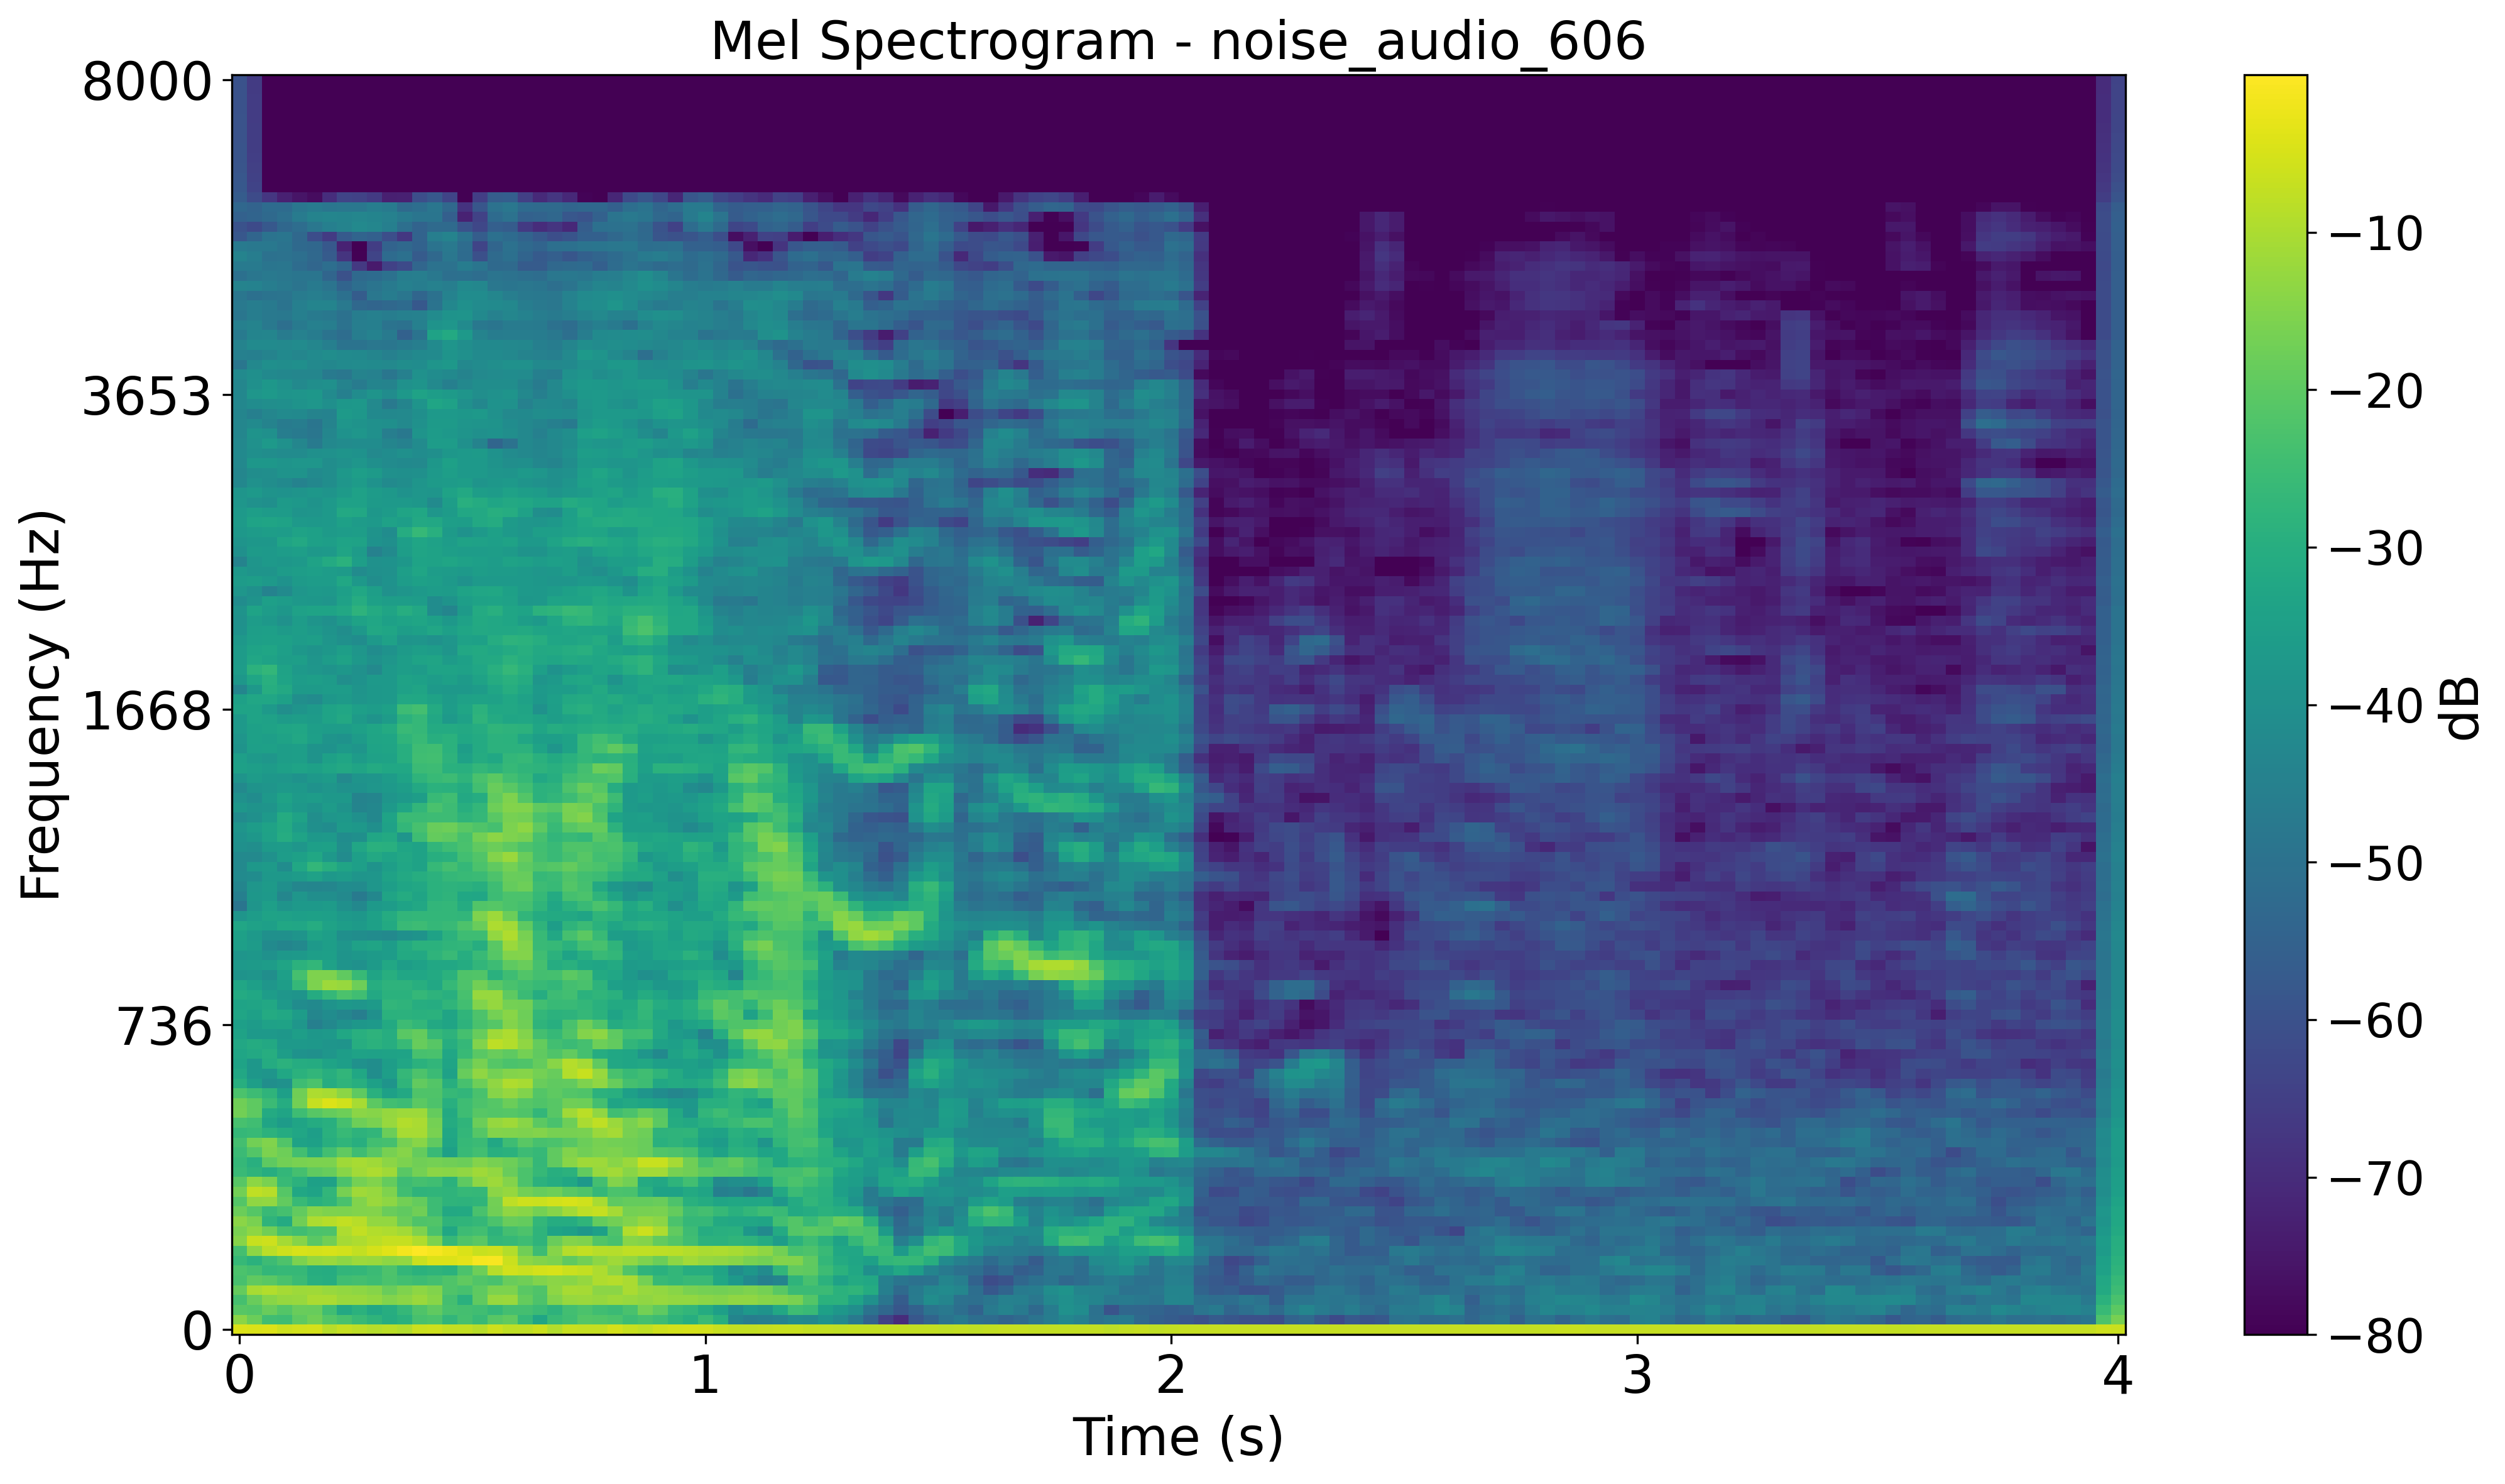 Mel Spectrogram - noise_audio_606
8000
3653
1668
736
0
Frequency (Hz)
0 1 2 3 4
Time (s)
−10
−20
−30
−40
−50
−60
−70
−80
dB